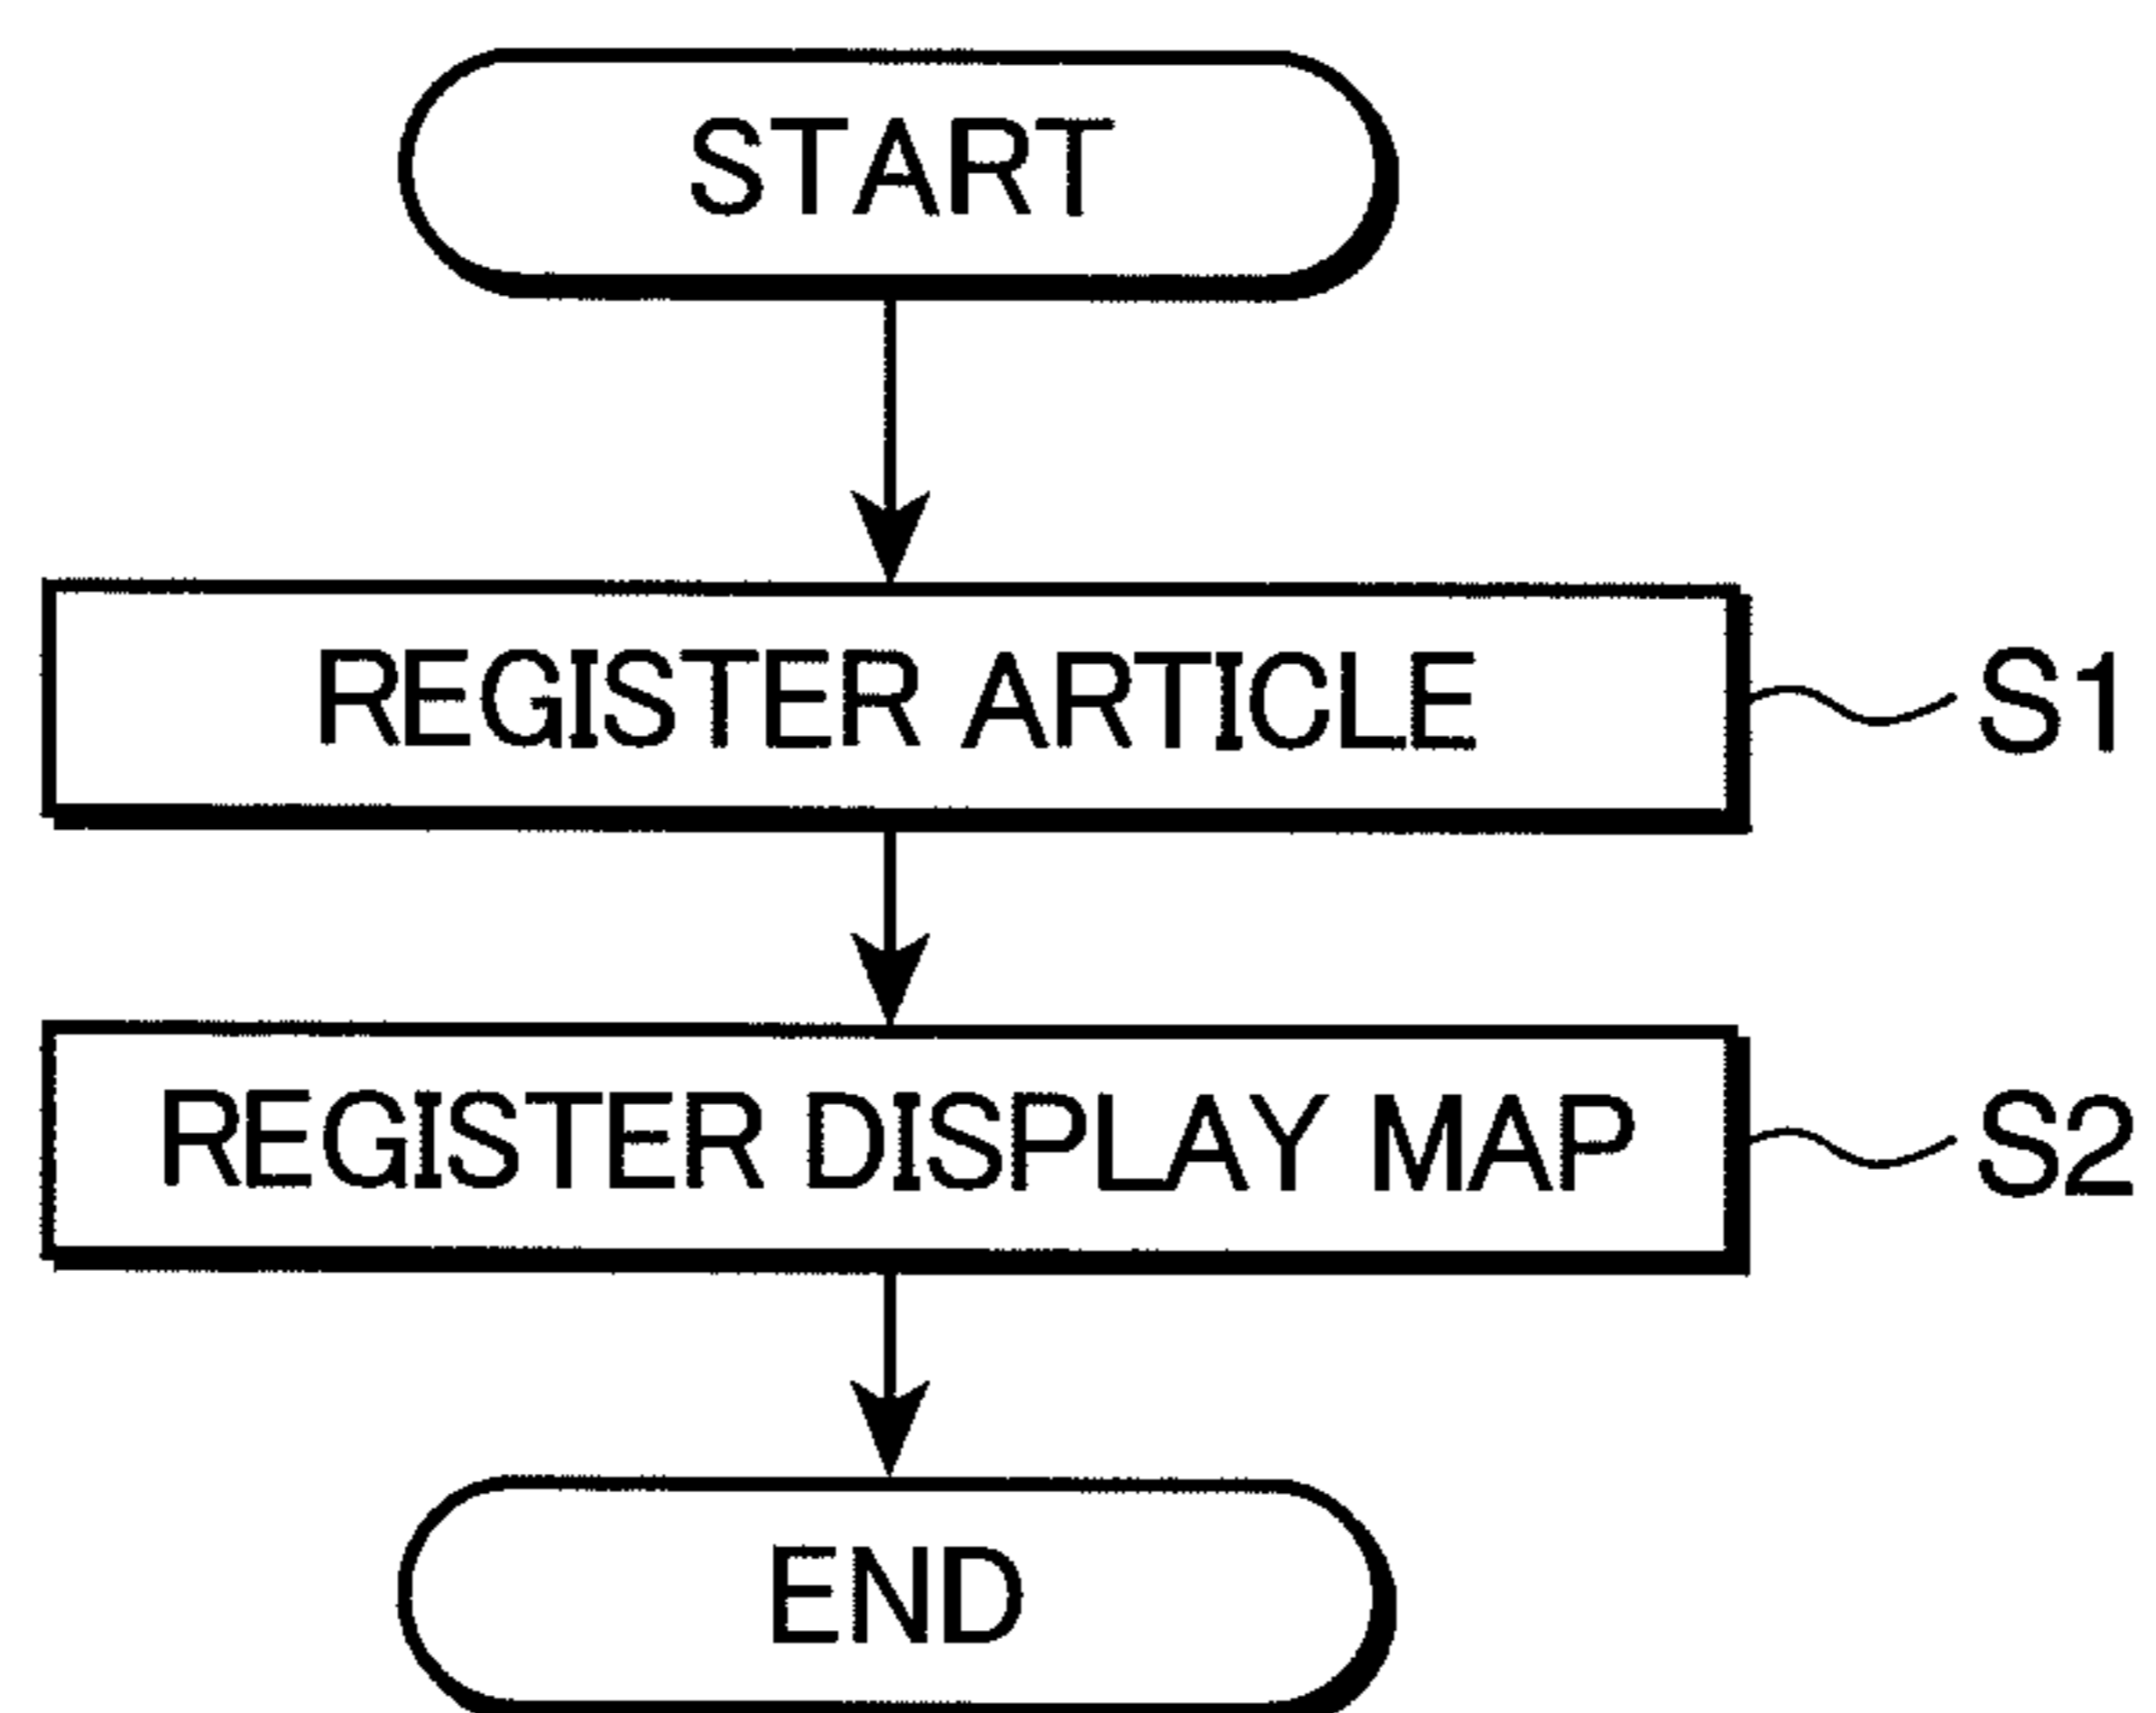 START
REGISTER ARTICLE
S1
REGISTER DISPLAY MAP
S2
END